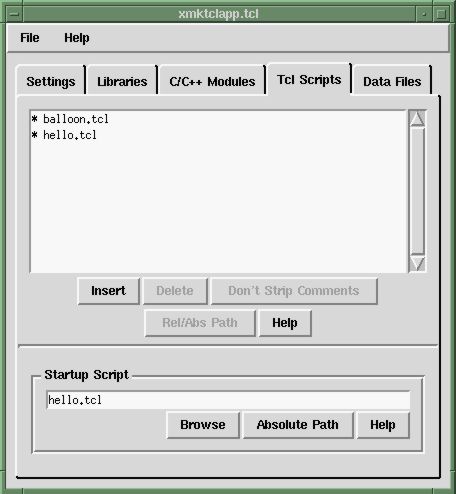 xmktclapp.tcl
File Help
Settings Libraries C/C++ Modules Tcl Scripts Data Files
* balloon.tcl
* hello.tcl
Insert Delete Don't Strip Comments
Rel/Abs Path Help
Startup Script
hello.tcl
Browse Absolute Path Help